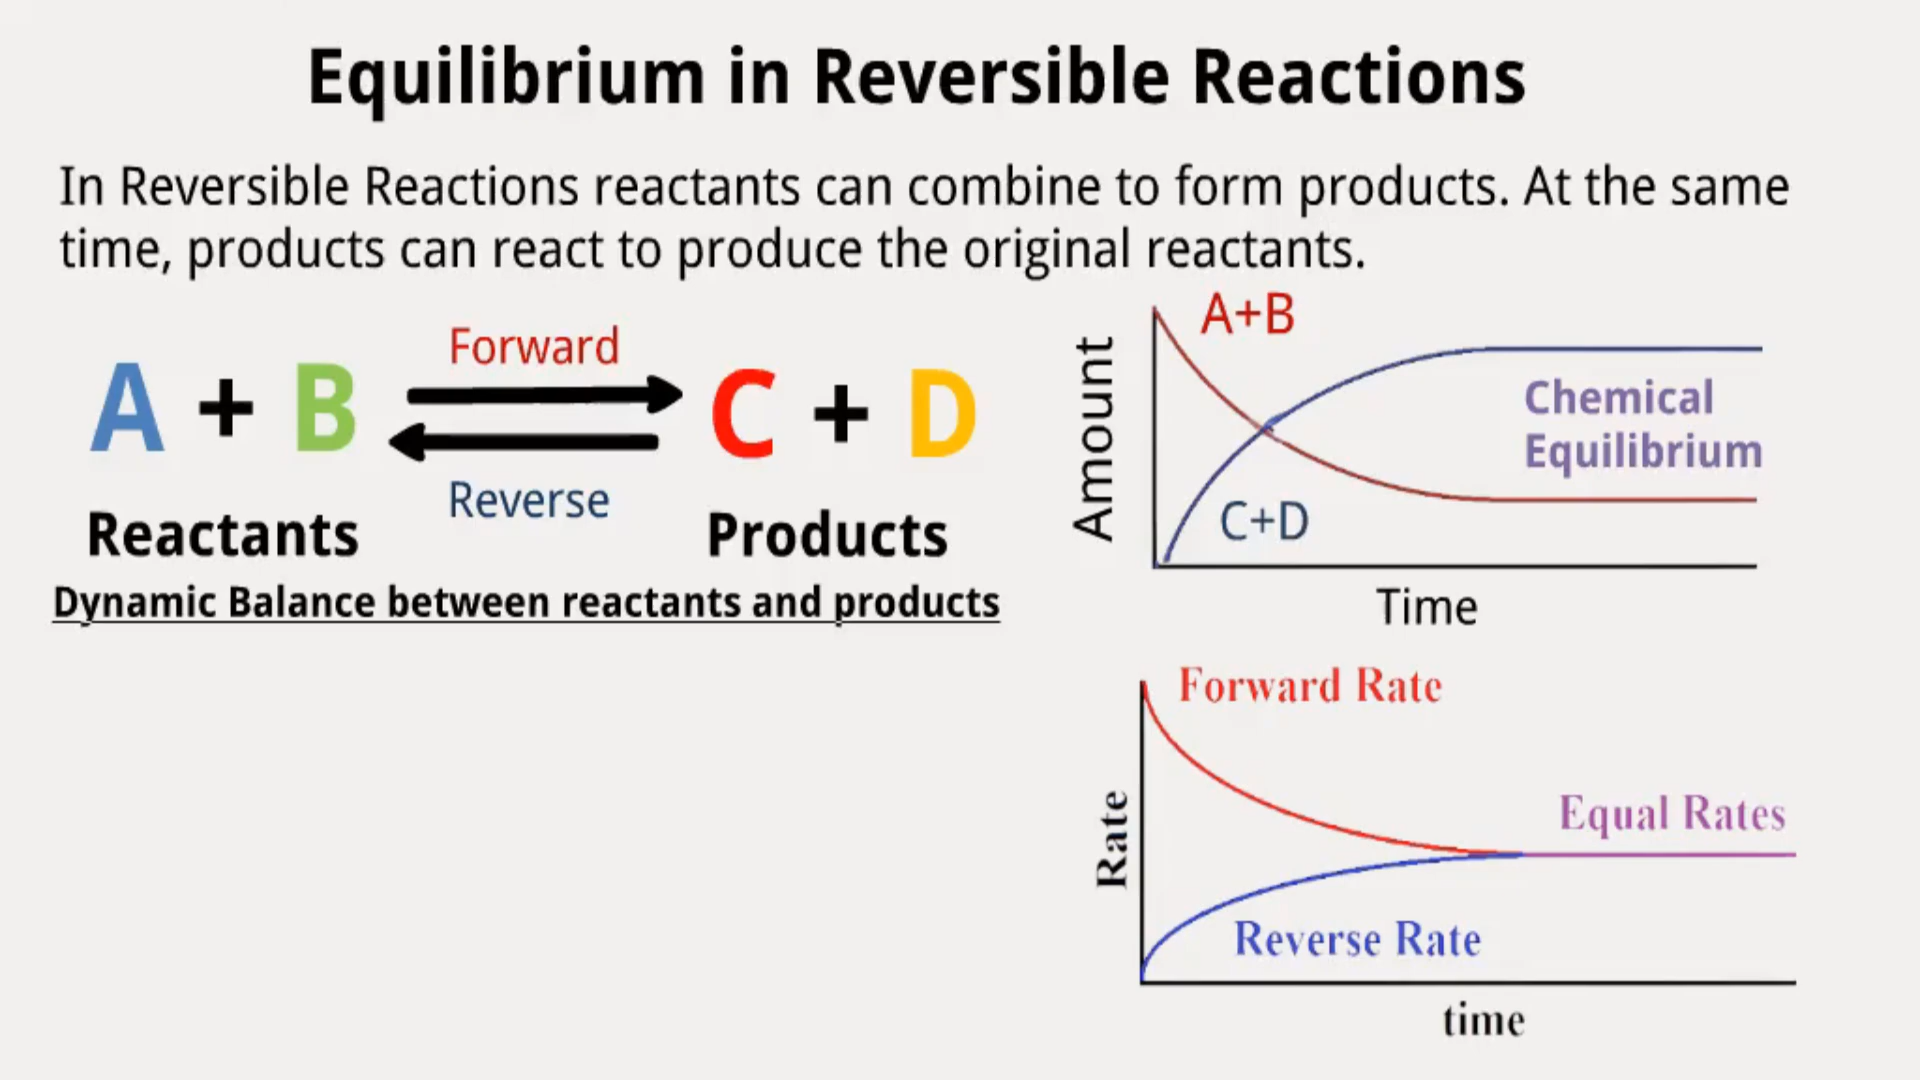 Equilibrium in Reversible Reactions
In Reversible Reactions reactants can combine to form products. At the same
time, products can react to produce the original reactants.
Forward
A + B C + D
Reverse
Reactants Products
Dynamic Balance between reactants and products
A+B
Amount
Chemical
Equilibrium
C+D
Time
Forward Rate
Rate
Equal Rates
Reverse Rate
time